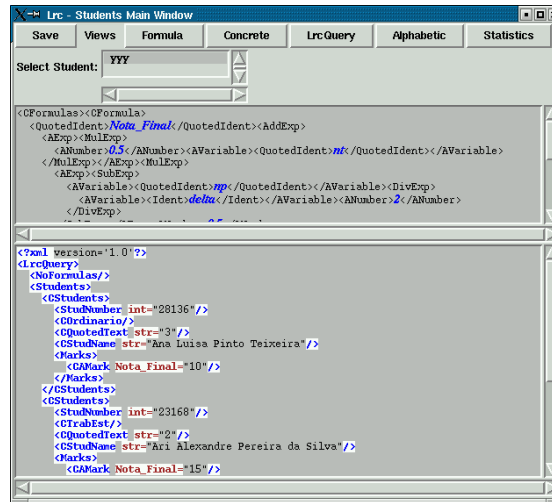 Lrc - Students Main Window
Save Views Formula Concrete LrcQuery Alphabetic Statistics
Select Student: YYY
<CFormulas><CFormula>
<QuotedIdent>Nota_Final</QuotedIdent><AddExp>
<AExp><MulExp>
<ANumber>0.5</ANumber><AVariable><QuotedIdent>nt</QuotedIdent></AVariable>
</MulExp></AExp><MulExp>
<AExp><SubExp>
<AVariable><QuotedIdent>np</QuotedIdent></AVariable><DivExp>
<AVariable><Ident>delta</Ident></AVariable><ANumber>2</ANumber>
</DivExp>
<?xml version='1.0'?>
<LrcQuery>
<NoFormulas/>
<Students>
<CStudents>
<StudNumber int="28136"/>
<COrdinario/>
<CQuotedText str="3"/>
<CStudName str="Ana Luisa Pinto Teixeira"/>
<Marks>
<CAMark Nota_Final="10"/>
</Marks>
</CStudents>
<CStudents>
<StudNumber int="23168"/>
<CTrabEst/>
<CQuotedText str="2"/>
<CStudName str="Ari Alexandre Pereira da Silva"/>
<Marks>
<CAMark Nota_Final="15"/>